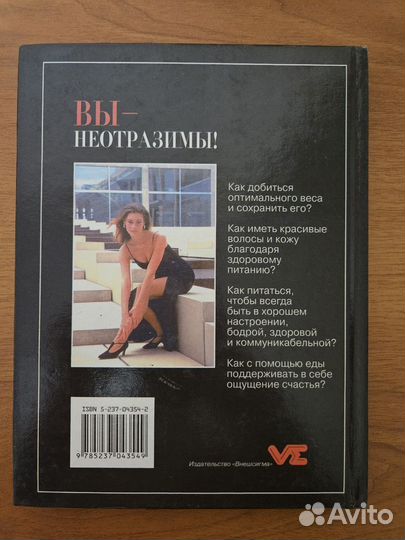 ВЫ—
НЕОТРАЗИМЫ!
Как добиться
оптимального веса
и сохранить его?
Как иметь красивые
волосы и кожу
благодаря
здоровому
питанию?
Как питаться,
чтобы всегда
быть в хорошем
настроении,
бодрой, здоровой
и коммуникабельной?
Как с помощью еды
поддерживать в себе
ощущение счастья?
ISBN 5-237-04354-2
9 785237 043549
Издательство «Внешсигма»
Avito